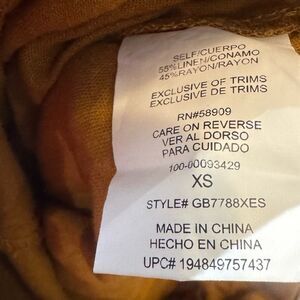 SELF/CUERPO
55%LINEN/CONAMO
45%RAYON/RAYON
EXCLUSIVE OF TRIMS
EXCLUSIVE DE TRIMS
RN#58909
CARE ON REVERSE
VER AL DORSO
PARA CUIDADO
100-00093429
XS
STYLE# GB7788XES
MADE IN CHINA
HECHO EN CHINA
UPC# 194849757437